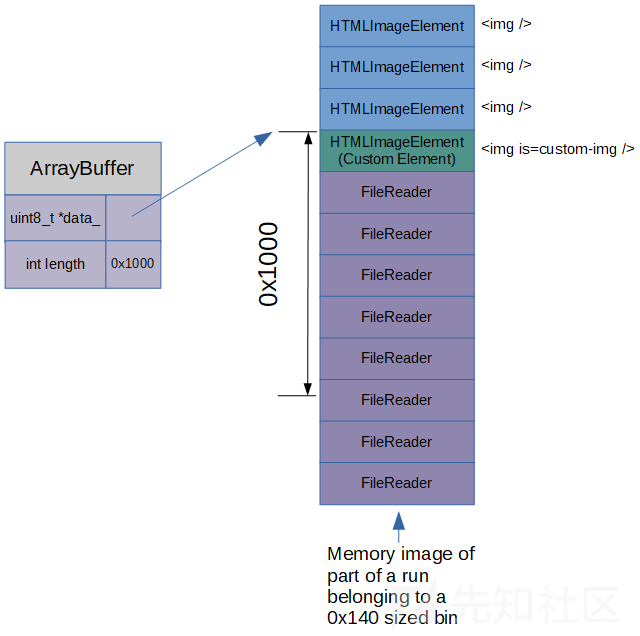 HTMLImageElement
<img />
HTMLImageElement
<img />
HTMLImageElement
<img />
HTMLImageElement
(Custom Element)
<img is=custom-img />
ArrayBuffer
uint8_t *data_
int length
0x1000
0x1000
FileReader
FileReader
FileReader
FileReader
FileReader
FileReader
FileReader
FileReader
Memory image of
part of a run
belonging to a
0x140 sized bin
先知社区